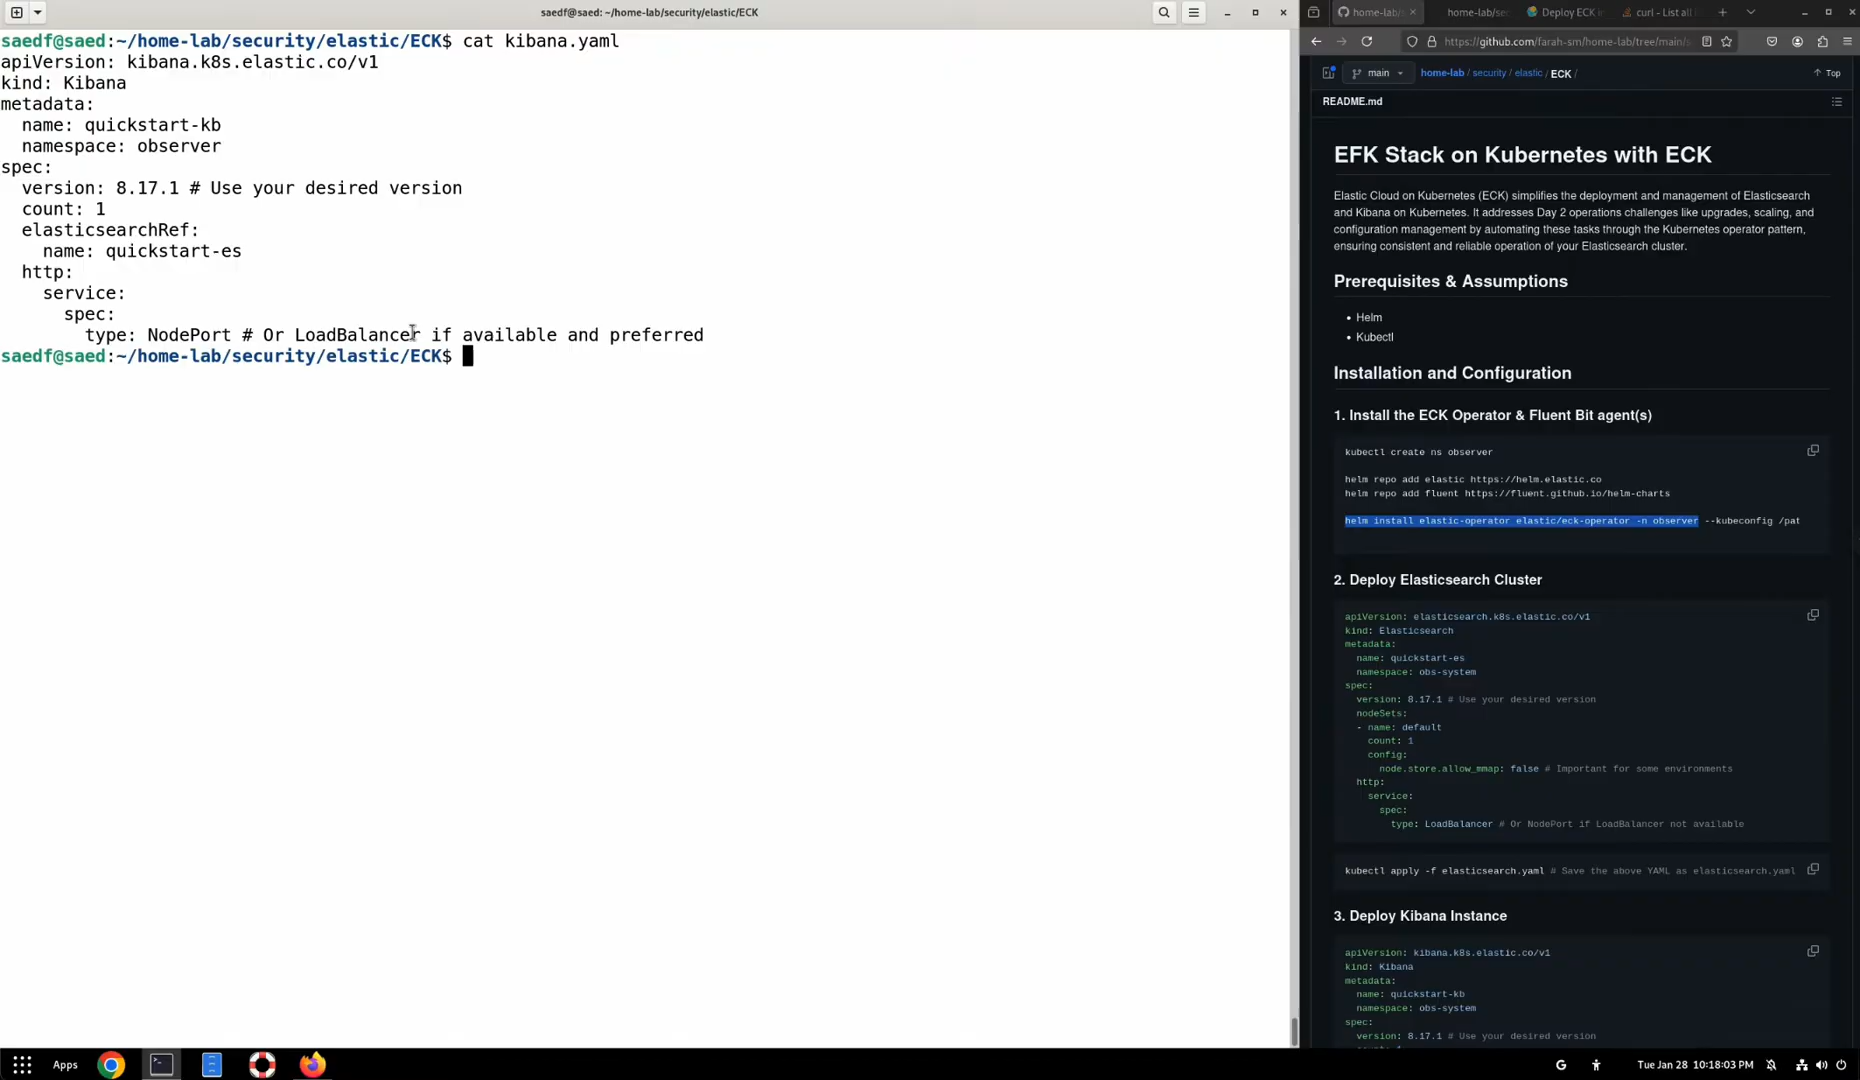 saedf@saed: ~/home-lab/security/elastic/ECK
saedf@saed:~/home-lab/security/elastic/ECK$ cat kibana.yaml
apiVersion: kibana.k8s.elastic.co/v1
kind: Kibana
metadata:
  name: quickstart-kb
  namespace: observer
spec:
  version: 8.17.1 # Use your desired version
  count: 1
  elasticsearchRef:
    name: quickstart-es
  http:
    service:
      spec:
        type: NodePort # Or LoadBalancer if available and preferred
saedf@saed:~/home-lab/security/elastic/ECK$
home-lab/
home-lab/sec
Deploy ECK i
curl - List all
https://github.com/farah-sm/home-lab/tree/main/
main
home-lab / security / elastic / ECK /
Top
README.md
EFK Stack on Kubernetes with ECK
Elastic Cloud on Kubernetes (ECK) simplifies the deployment and management of Elasticsearch
and Kibana on Kubernetes. It addresses Day 2 operations challenges like upgrades, scaling, and
configuration management by automating these tasks through the Kubernetes operator pattern,
ensuring consistent and reliable operation of your Elasticsearch cluster.
Prerequisites & Assumptions
• Helm
• Kubectl
Installation and Configuration
1. Install the ECK Operator & Fluent Bit agent(s)
kubectl create ns observer
helm repo add elastic https://helm.elastic.co
helm repo add fluent https://fluent.github.io/helm-charts
helm install elastic-operator elastic/eck-operator -n observer --kubeconfig /pat
2. Deploy Elasticsearch Cluster
apiVersion: elasticsearch.k8s.elastic.co/v1
kind: Elasticsearch
metadata:
  name: quickstart-es
  namespace: obs-system
spec:
  version: 8.17.1 # Use your desired version
  nodeSets:
  - name: default
    count: 1
    config:
      node.store.allow_mmap: false # Important for some environments
  http:
    service:
      spec:
        type: LoadBalancer # Or NodePort if LoadBalancer not available
kubectl apply -f elasticsearch.yaml # Save the above YAML as elasticsearch.yaml
3. Deploy Kibana Instance
apiVersion: kibana.k8s.elastic.co/v1
kind: Kibana
metadata:
  name: quickstart-kb
  namespace: obs-system
spec:
  version: 8.17.1 # Use your desired version
Apps
Tue Jan 28 10:18:03 PM